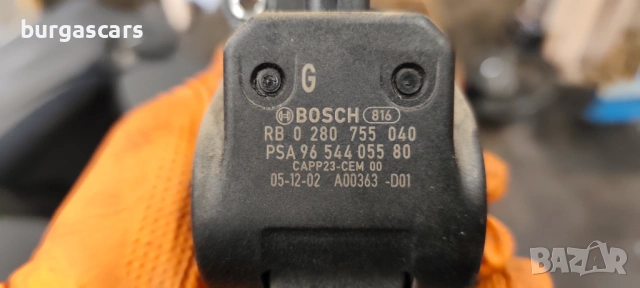 burgascars
G
BOSCH 816
RB 0 280 755 040
PSA 96 544 055 80
CAPP23-CEM 00
05-12-02 A00363 -D01
BAZAR
bg